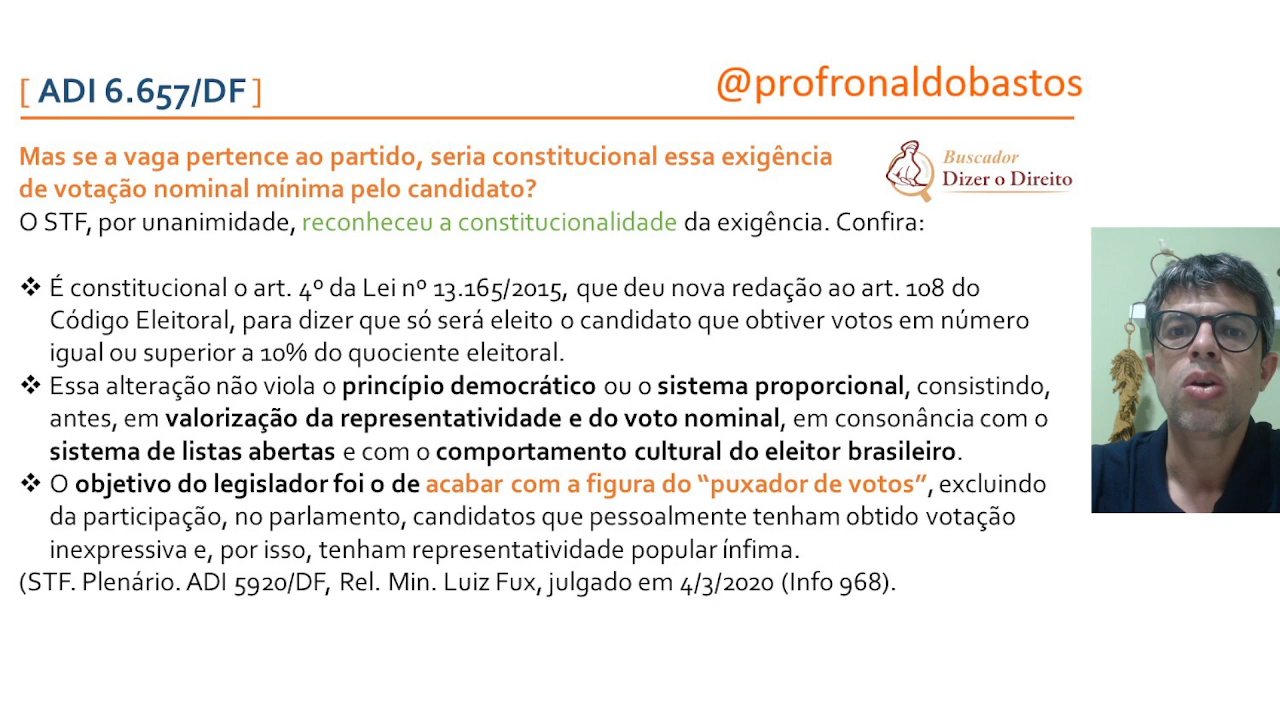 [ ADI 6.657/DF ]
@profronaldobastos
Mas se a vaga pertence ao partido, seria constitucional essa exigência
de votação nominal mínima pelo candidato?
Buscador
Dizer o Direito
O STF, por unanimidade, reconheceu a constitucionalidade da exigência. Confira:
❖ É constitucional o art. 4º da Lei nº 13.165/2015, que deu nova redação ao art. 108 do
Código Eleitoral, para dizer que só será eleito o candidato que obtiver votos em número
igual ou superior a 10% do quociente eleitoral.
❖ Essa alteração não viola o princípio democrático ou o sistema proporcional, consistindo,
antes, em valorização da representatividade e do voto nominal, em consonância com o
sistema de listas abertas e com o comportamento cultural do eleitor brasileiro.
❖ O objetivo do legislador foi o de acabar com a figura do “puxador de votos”, excluindo
da participação, no parlamento, candidatos que pessoalmente tenham obtido votação
inexpressiva e, por isso, tenham representatividade popular ínfima.
(STF. Plenário. ADI 5920/DF, Rel. Min. Luiz Fux, julgado em 4/3/2020 (Info 968).